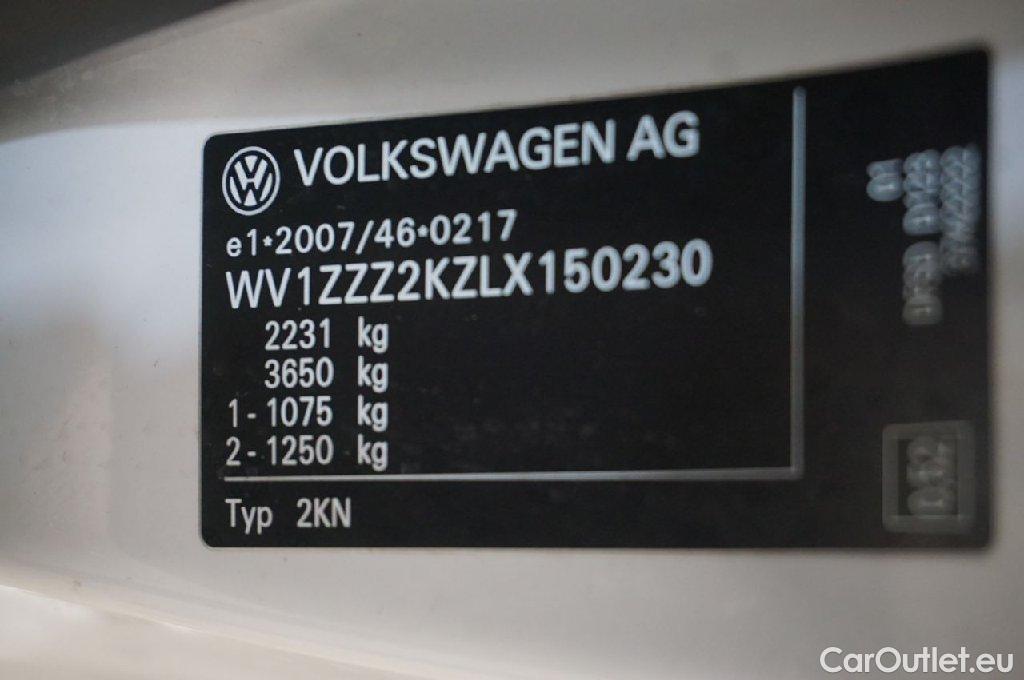 VOLKSWAGEN AG
e1*2007/46*0217
WV1ZZZ2KZLX150230
2231 kg
3650 kg
1-1075 kg
2-1250 kg
Typ 2KN
CarOutlet.eu